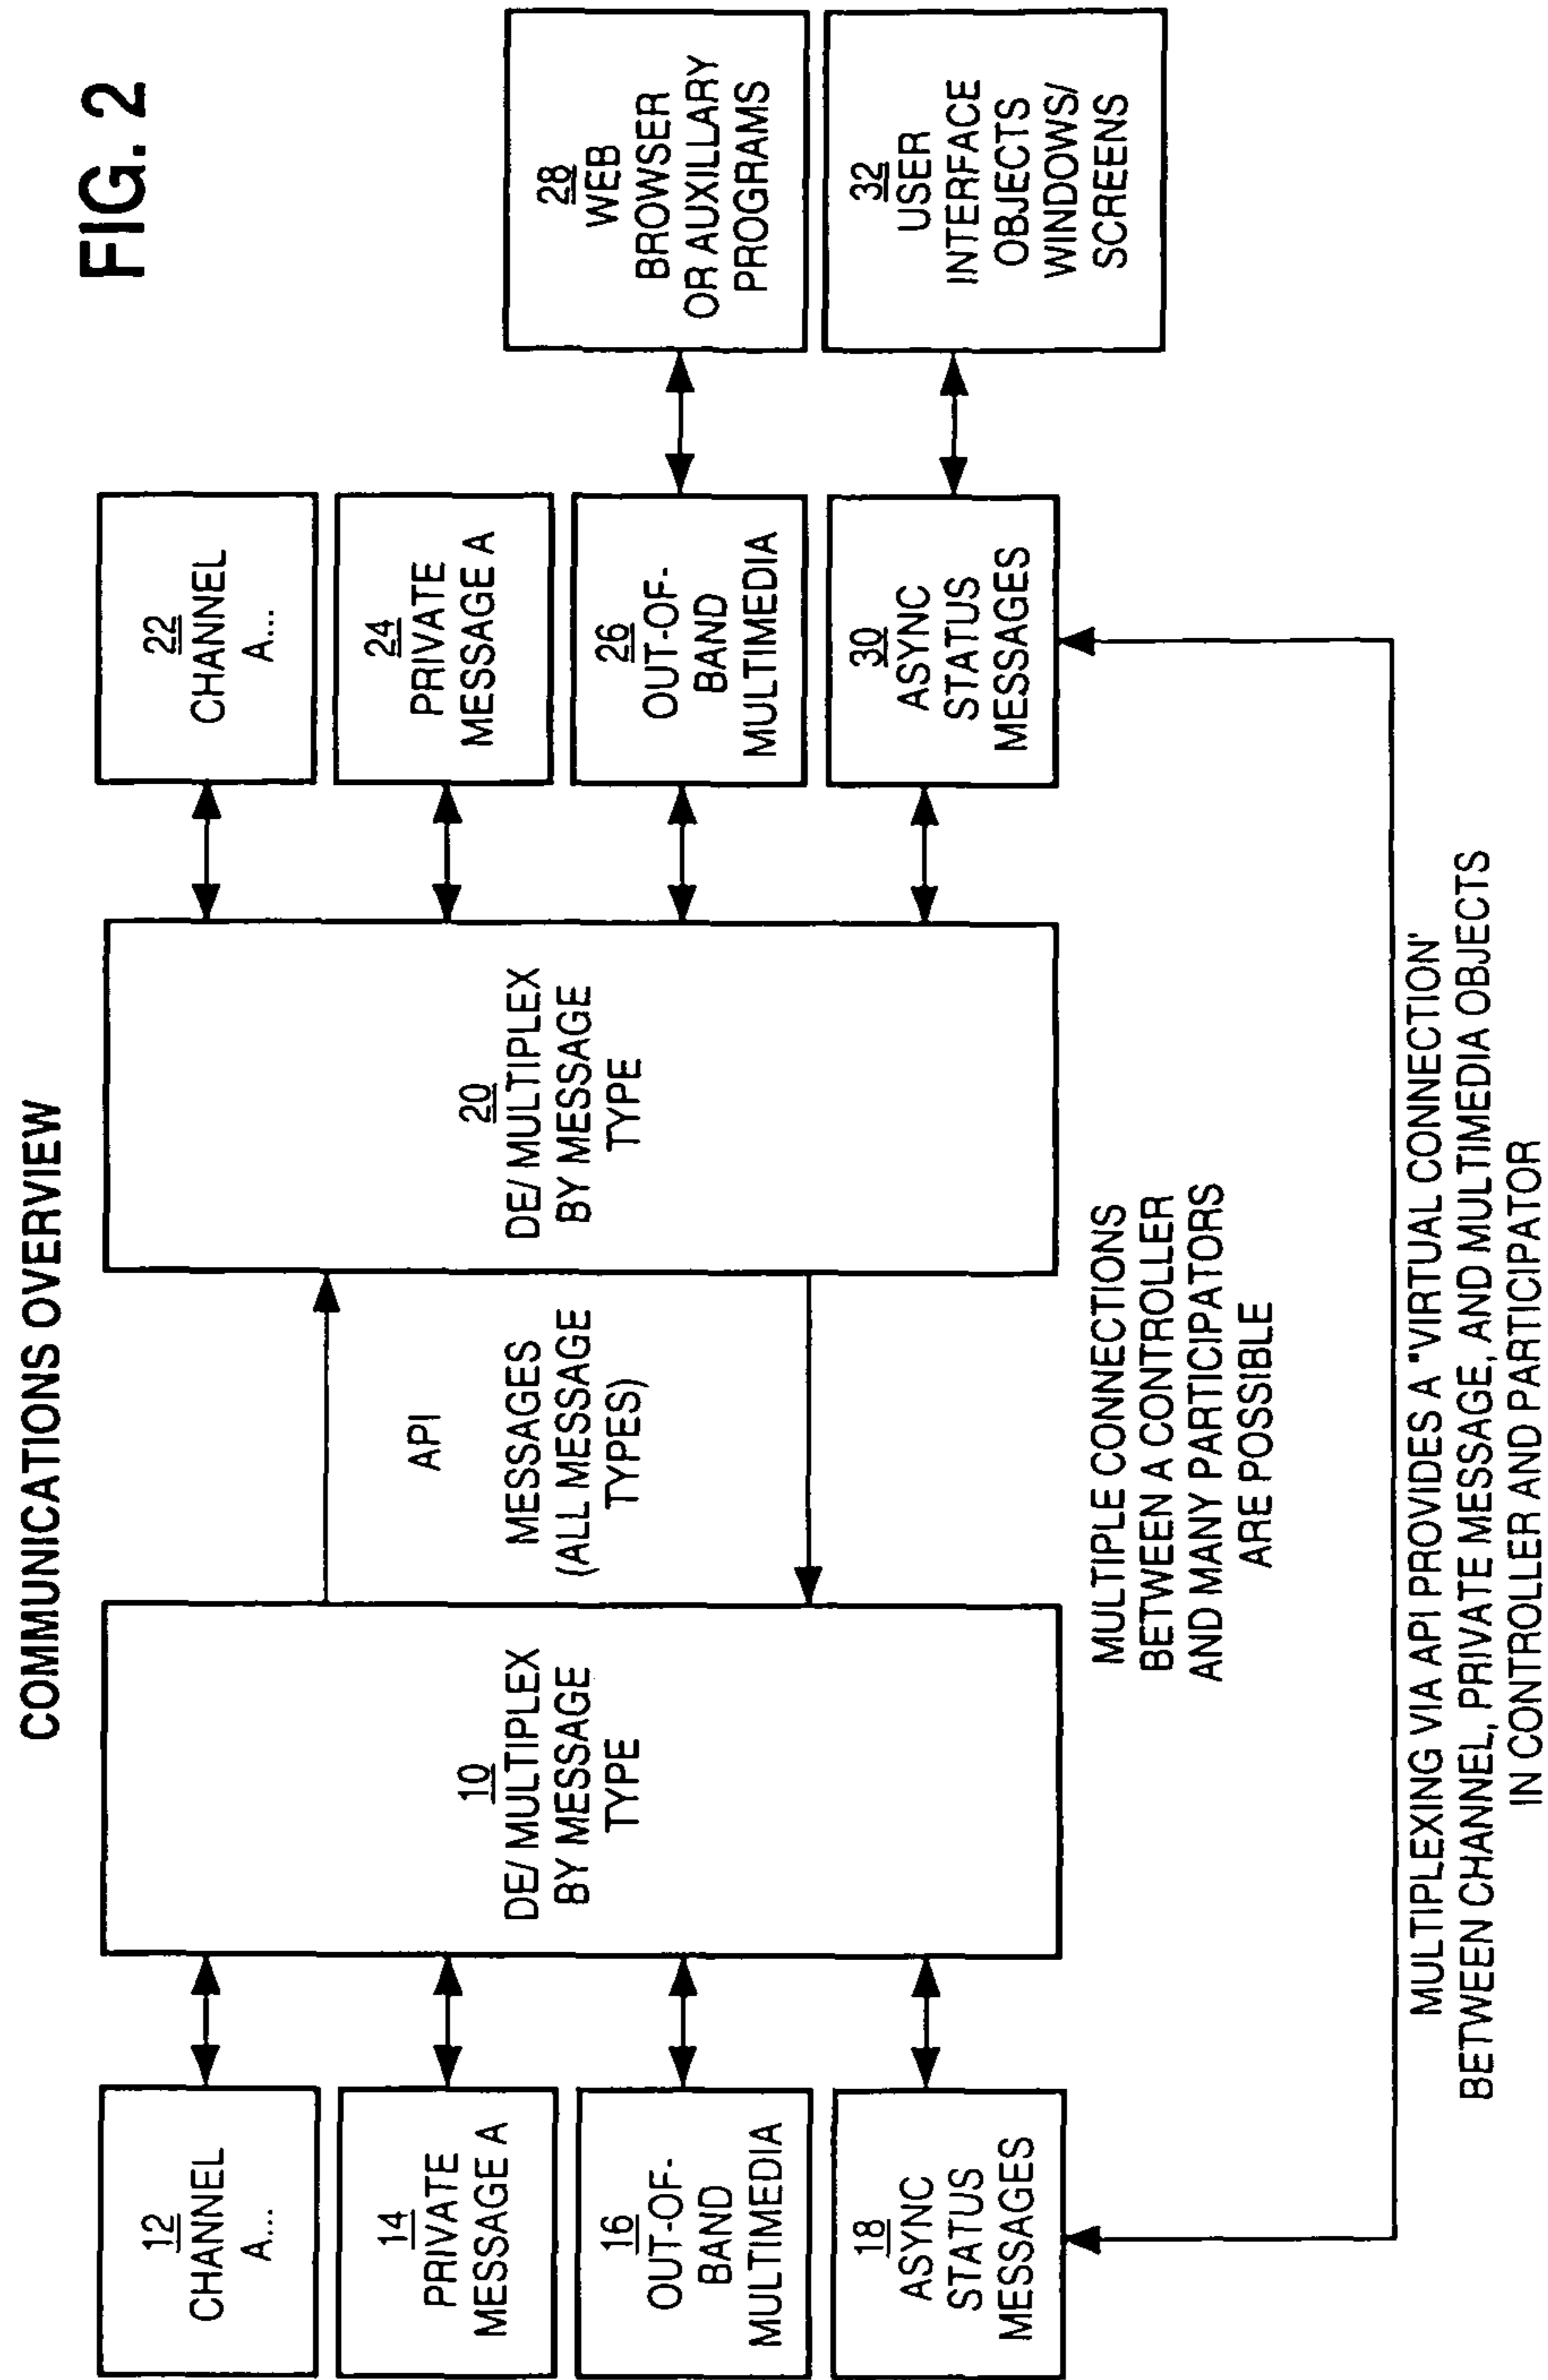 FIG. 2
COMMUNICATIONS OVERVIEW
12
CHANNEL
A...
14
PRIVATE
MESSAGE A
16
OUT-OF-
BAND
MULTIMEDIA
18
ASYNC
STATUS
MESSAGES
10
DE/ MULTIPLEX
BY MESSAGE
TYPE
API
MESSAGES
(ALL MESSAGE
TYPES)
MULTIPLE CONNECTIONS
BETWEEN A CONTROLLER
AND MANY PARTICIPATORS
ARE POSSIBLE
20
DE/ MULTIPLEX
BY MESSAGE
TYPE
22
CHANNEL
A...
24
PRIVATE
MESSAGE A
26
OUT-OF-
BAND
MULTIMEDIA
30
ASYNC
STATUS
MESSAGES
28
WEB
BROWSER
OR AUXILLARY
PROGRAMS
32
USER
INTERFACE
OBJECTS
WINDOWS/
SCREENS
MULTIPLEXING VIA API PROVIDES A "VIRTUAL CONNECTION'
BETWEEN CHANNEL, PRIVATE MESSAGE, AND MULTIMEDIA OBJECTS
IN CONTROLLER AND PARTICIPATOR